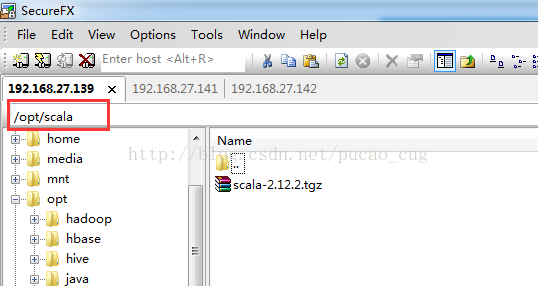 SecureFX
File Edit View Options Tools Window Help
Enter host <Alt+R>
192.168.27.139 × 192.168.27.141 192.168.27.142
/opt/scala
home
media
mnt
opt
hadoop
hbase
hive
java
Name
..
scala-2.12.2.tgz
http://blog.csdn.net/pucao_cug